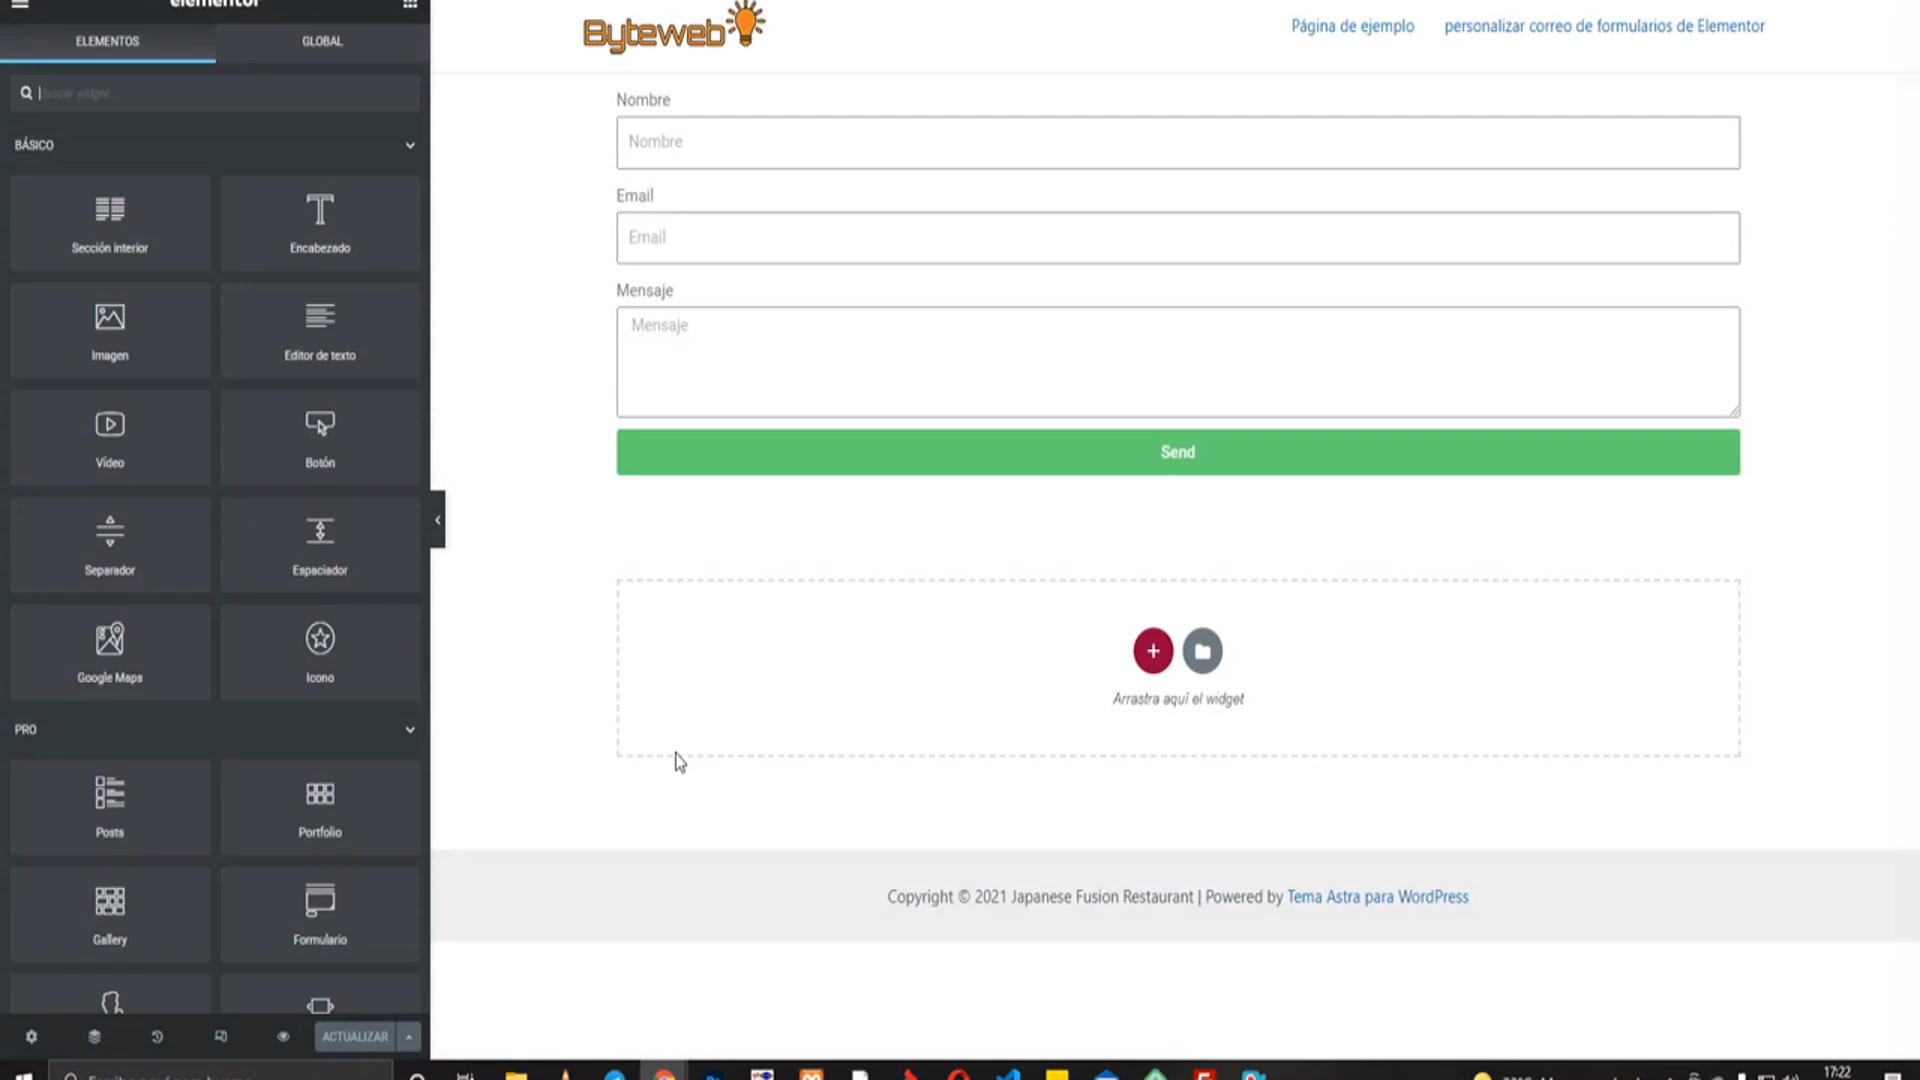 elementor
ELEMENTOS
GLOBAL
Buscar widget...
BÁSICO
Sección interior
Encabezado
Imagen
Editor de texto
Vídeo
Botón
Separador
Espaciador
Google Maps
Icono
PRO
Posts
Portfolio
Gallery
Formulario
ACTUALIZAR
Byteweb
Página de ejemplo
personalizar correo de formularios de Elementor
Nombre
Nombre
Email
Email
Mensaje
Mensaje
Send
Arrastra aquí el widget
Copyright © 2021 Japanese Fusion Restaurant | Powered by Tema Astra para WordPress
17:22